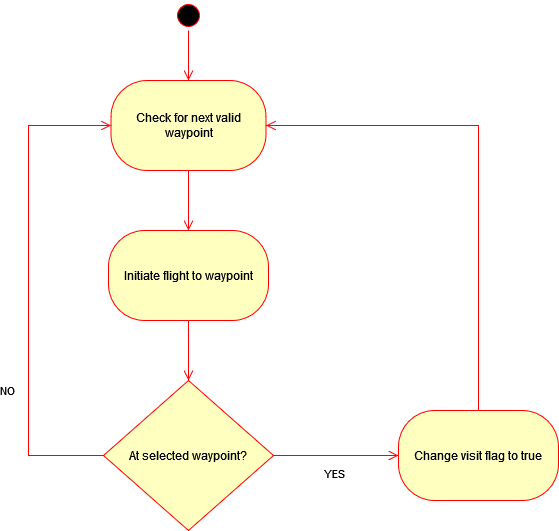 Check for next valid
waypoint
Initiate flight to waypoint
NO
At selected waypoint?
YES
Change visit flag to true